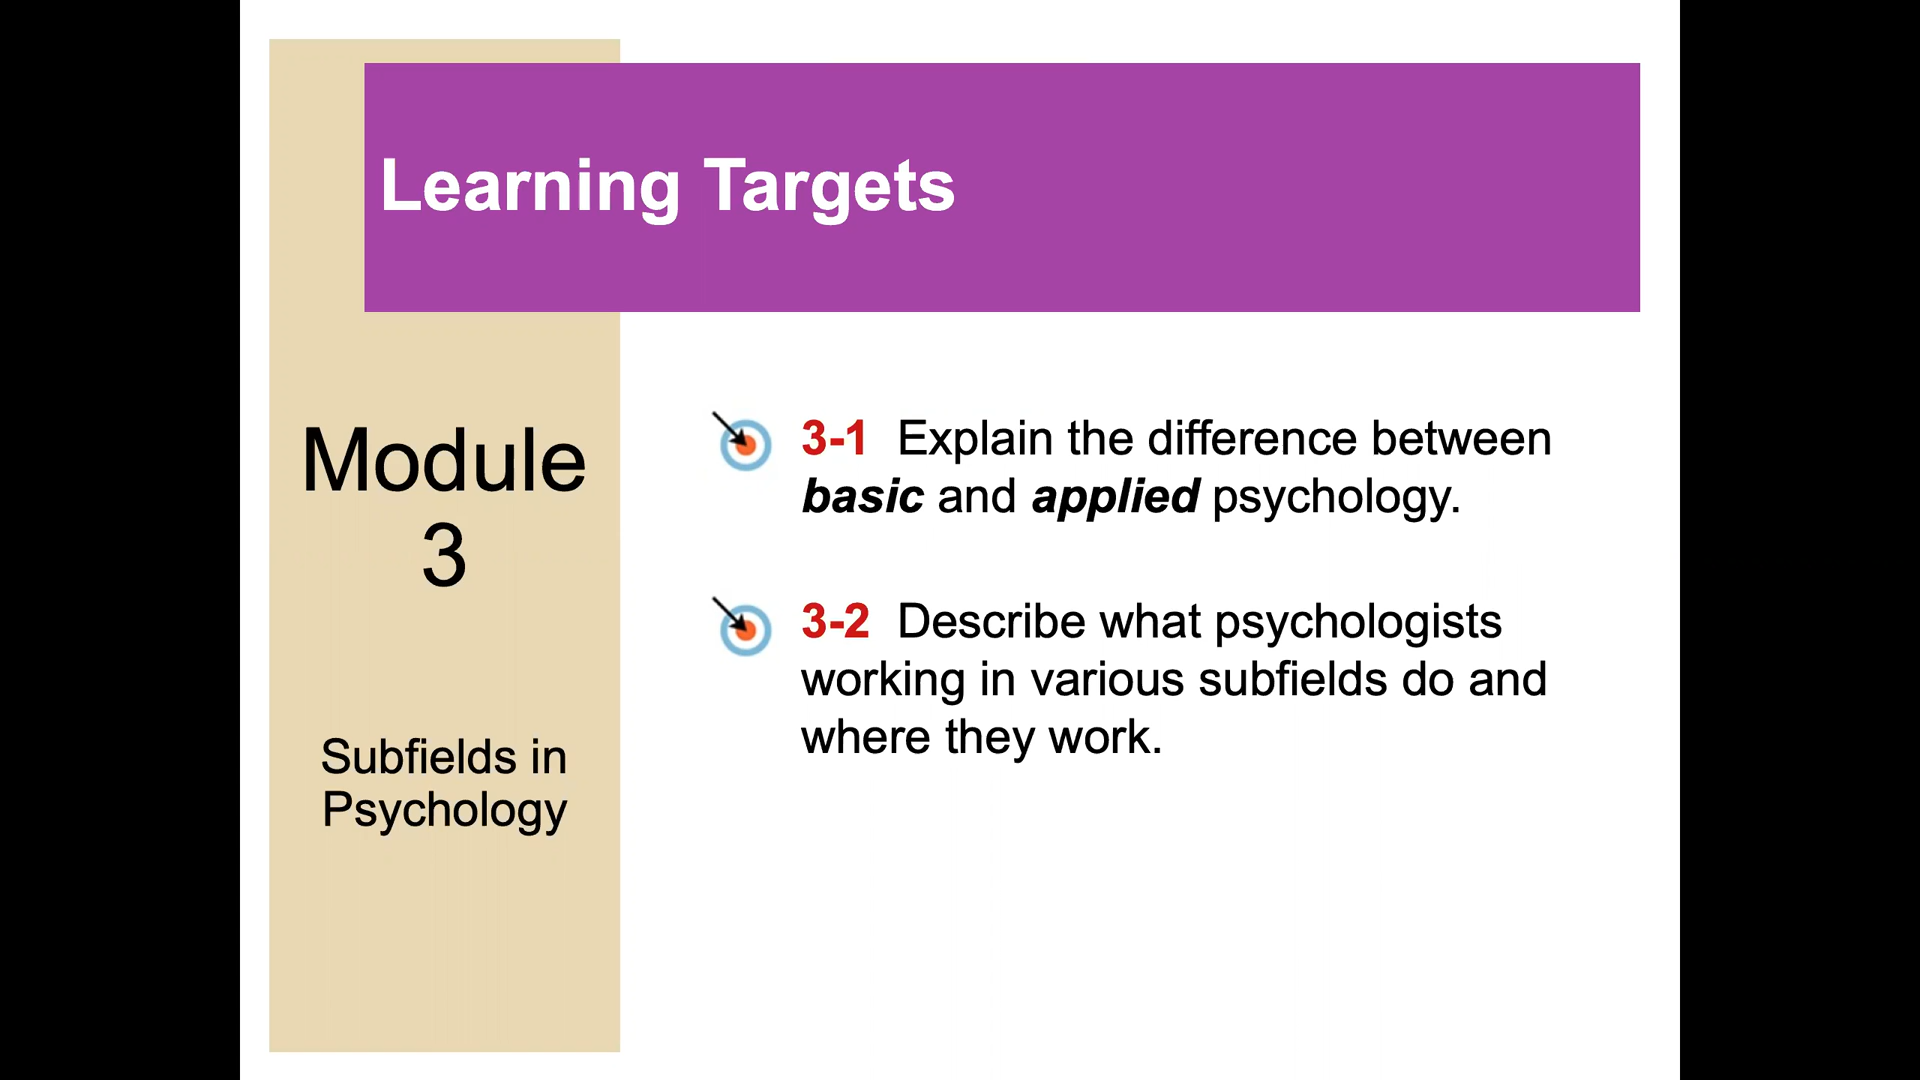 Learning Targets
Module
3
Subfields in
Psychology
3-1 Explain the difference between
basic and applied psychology.
3-2 Describe what psychologists
working in various subfields do and
where they work.